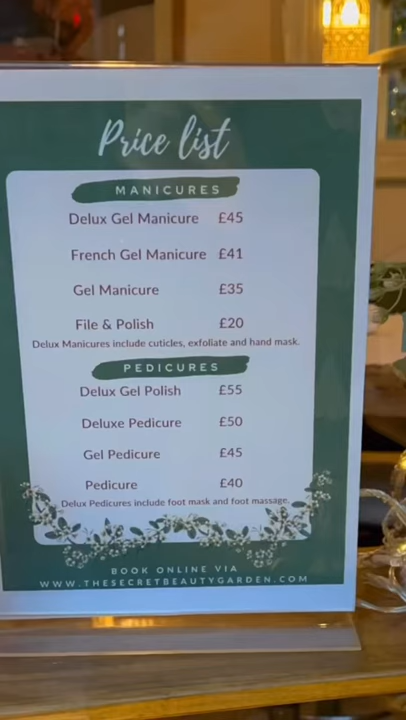 Price list
MANICURES
Delux Gel Manicure £45
French Gel Manicure £41
Gel Manicure £35
File & Polish £20
Delux Manicures include cuticles, exfoliate and hand mask.
PEDICURES
Delux Gel Polish £55
Deluxe Pedicure £50
Gel Pedicure £45
Pedicure £40
Delux Pedicures include foot mask and foot massage.
BOOK ONLINE VIA
WWW.THESECRETBEAUTYGARDEN.COM